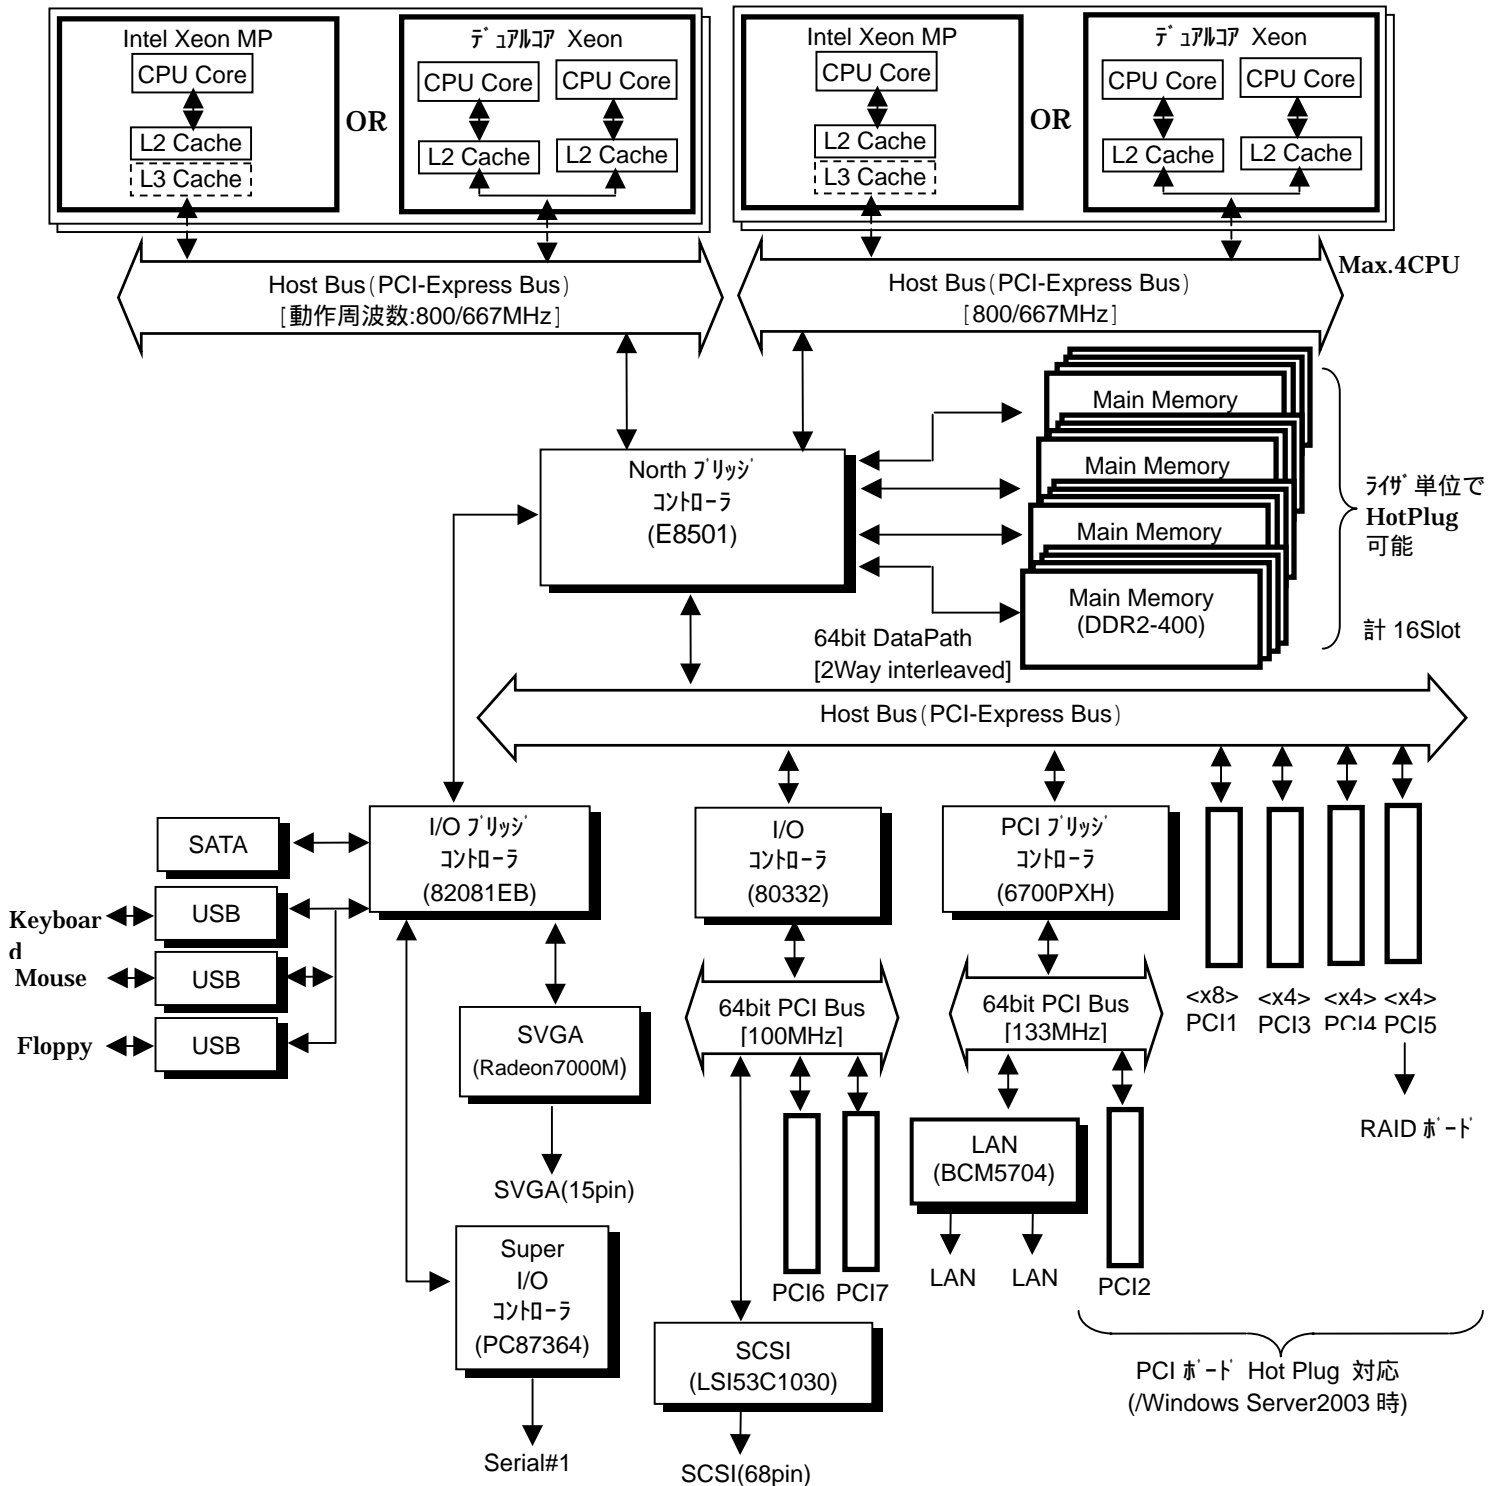 Intel Xeon MP
CPU Core
L2 Cache
L3 Cache
OR
ﾃﾞｭｱﾙｺｱ Xeon
CPU Core
CPU Core
L2 Cache
L2 Cache
Intel Xeon MP
CPU Core
L2 Cache
L3 Cache
OR
ﾃﾞｭｱﾙｺｱ Xeon
CPU Core
CPU Core
L2 Cache
L2 Cache
Host Bus(PCI-Express Bus)
[動作周波数:800/667MHz]
Host Bus(PCI-Express Bus)
[800/667MHz]
Max.4CPU
Main Memory
Main Memory
Main Memory
Main Memory
(DDR2-400)
ﾗｲｻﾞ単位で
HotPlug
可能
計 16Slot
North ﾌﾞﾘｯｼﾞ
ｺﾝﾄﾛｰﾗ
(E8501)
64bit DataPath
[2Way interleaved]
Host Bus(PCI-Express Bus)
I/O ﾌﾞﾘｯｼﾞ
ｺﾝﾄﾛｰﾗ
(82081EB)
I/O
ｺﾝﾄﾛｰﾗ
(80332)
PCI ﾌﾞﾘｯｼﾞ
ｺﾝﾄﾛｰﾗ
(6700PXH)
SATA
Keyboar
d
USB
Mouse
USB
Floppy
USB
<x8>
PCI1
<x4>
PCI3
<x4>
PCI4
<x4>
PCI5
RAID ﾎﾞｰﾄﾞ
64bit PCI Bus
[100MHz]
64bit PCI Bus
[133MHz]
SVGA
(Radeon7000M)
SVGA(15pin)
LAN
(BCM5704)
LAN
LAN
PCI2
PCI6
PCI7
Super
I/O
ｺﾝﾄﾛｰﾗ
(PC87364)
Serial#1
SCSI
(LSI53C1030)
SCSI(68pin)
PCI ﾎﾞｰﾄﾞ Hot Plug 対応
(/Windows Server2003 時)